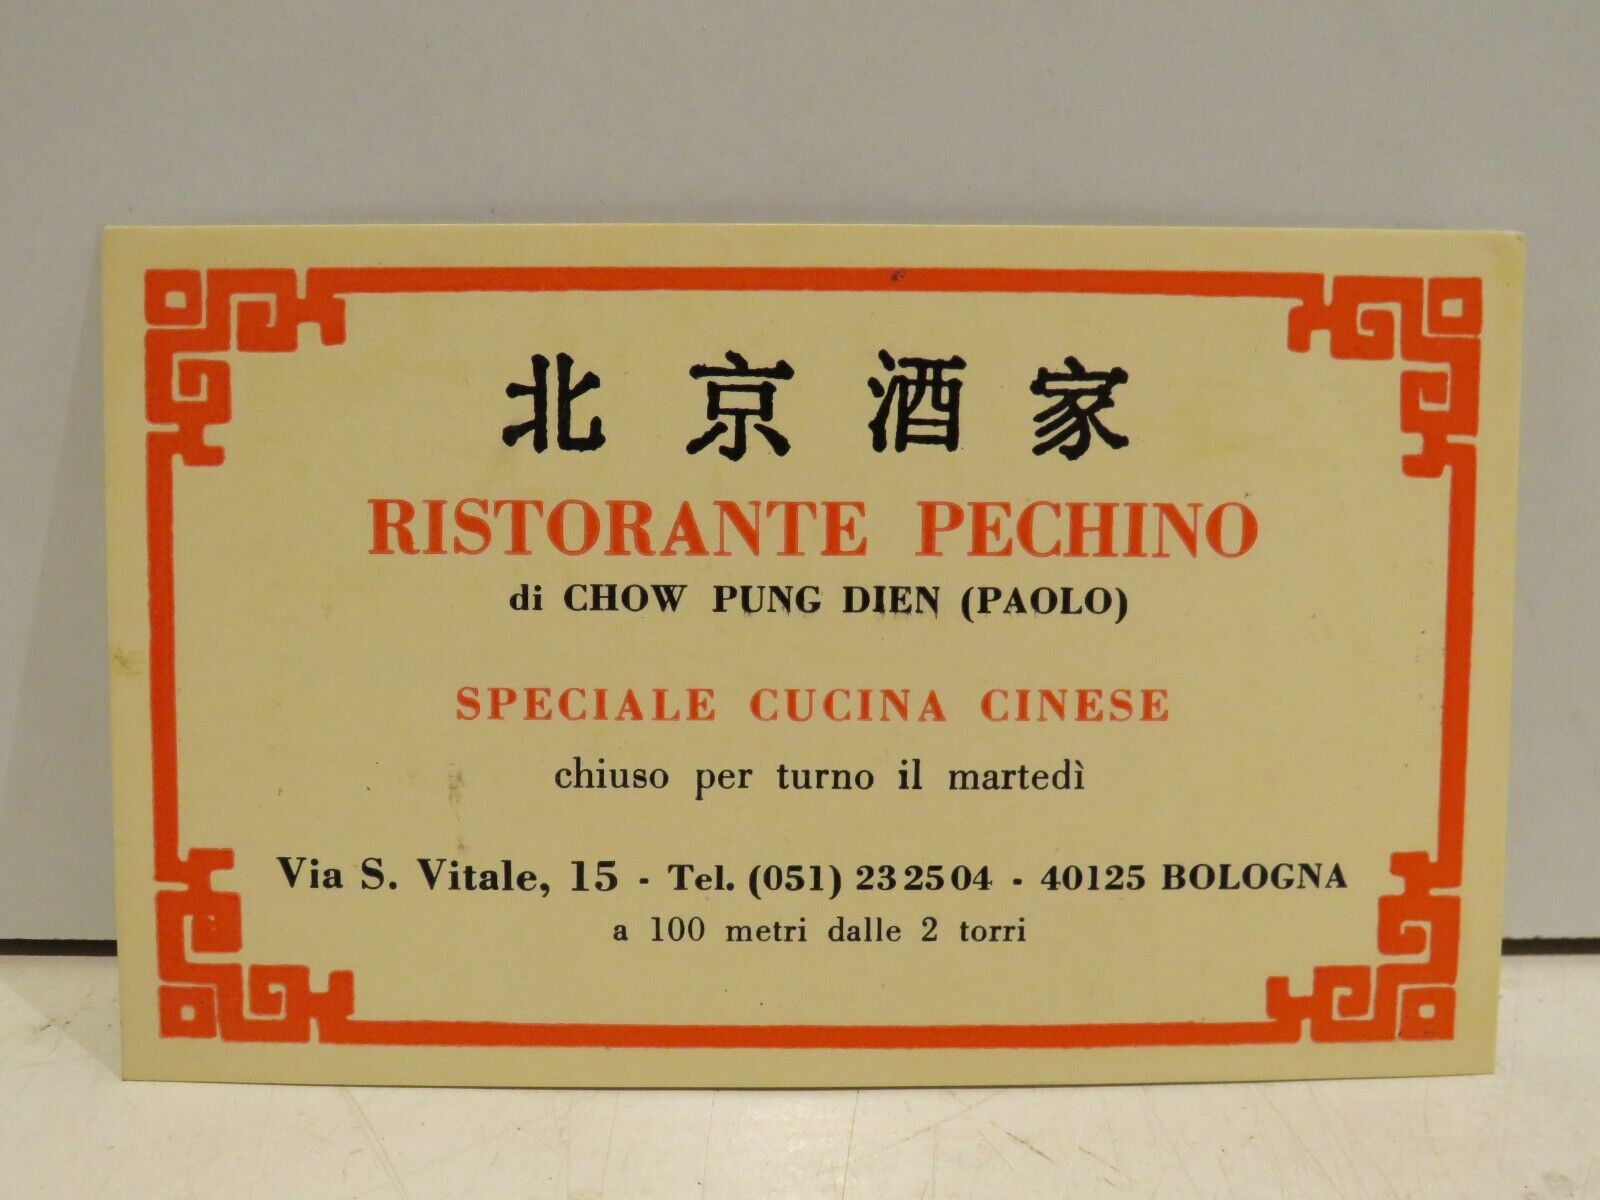 北京酒家
RISTORANTE PECHINO
di CHOW PUNG DIEN (PAOLO)
SPECIALE CUCINA CINESE
chiuso per turno il martedì
Via S. Vitale, 15 - Tel. (051) 23 25 04 - 40125 BOLOGNA
a 100 metri dalle 2 torri